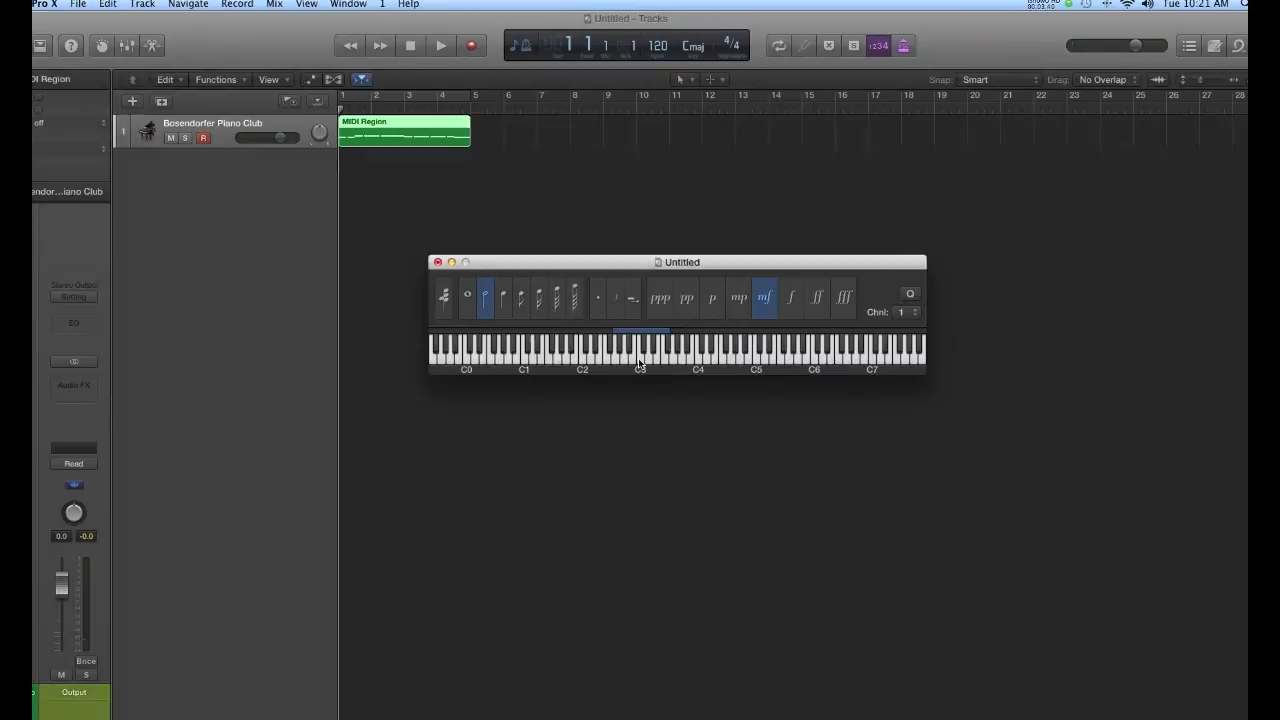 Pro X File Edit Track Navigate Record Mix View Window 1 Help Tue 10:21 AM
Untitled - Tracks
1 1 1 1 120 Cmaj 4/4
1234
DI Region Edit Functions View Snap: Smart Drag: No Overlap
1 2 3 4 5 6 7 8 9 10 11 12 13 14 15 16 17 18 19 20 21 22 23 24 25 26 27 28
off
1 Bosendorfer Piano Club
M S R
MIDI Region
endor...iano Club
Untitled
ppp pp p mp mf f ff fff
Q
Chnl: 1
C0 C1 C2 C3 C4 C5 C6 C7
Stereo Output
Setting
EQ
Audio FX
Read
0.0 -0.0
Bnce
M S
Output